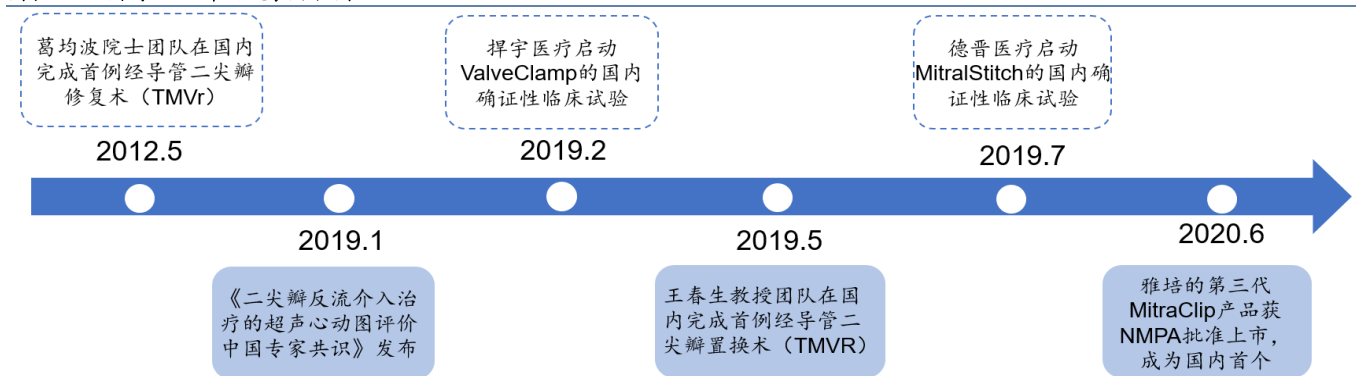 葛均波院士团队在国内
完成首例经导管二尖瓣
修复术（TMVr）
2012.5
《二尖瓣反流介入治
疗的超声心动图评价
中国专家共识》发布
2019.1
捍宇医疗启动
ValveClamp的国内
确证性临床试验
2019.2
王春生教授团队在国
内完成首例经导管二
尖瓣置换术（TMVR）
2019.5
德晋医疗启动
MitralStitch的国内确
证性临床试验
2019.7
雅培的第三代
MitraClip产品获
NMPA批准上市，
成为国内首个
2020.6